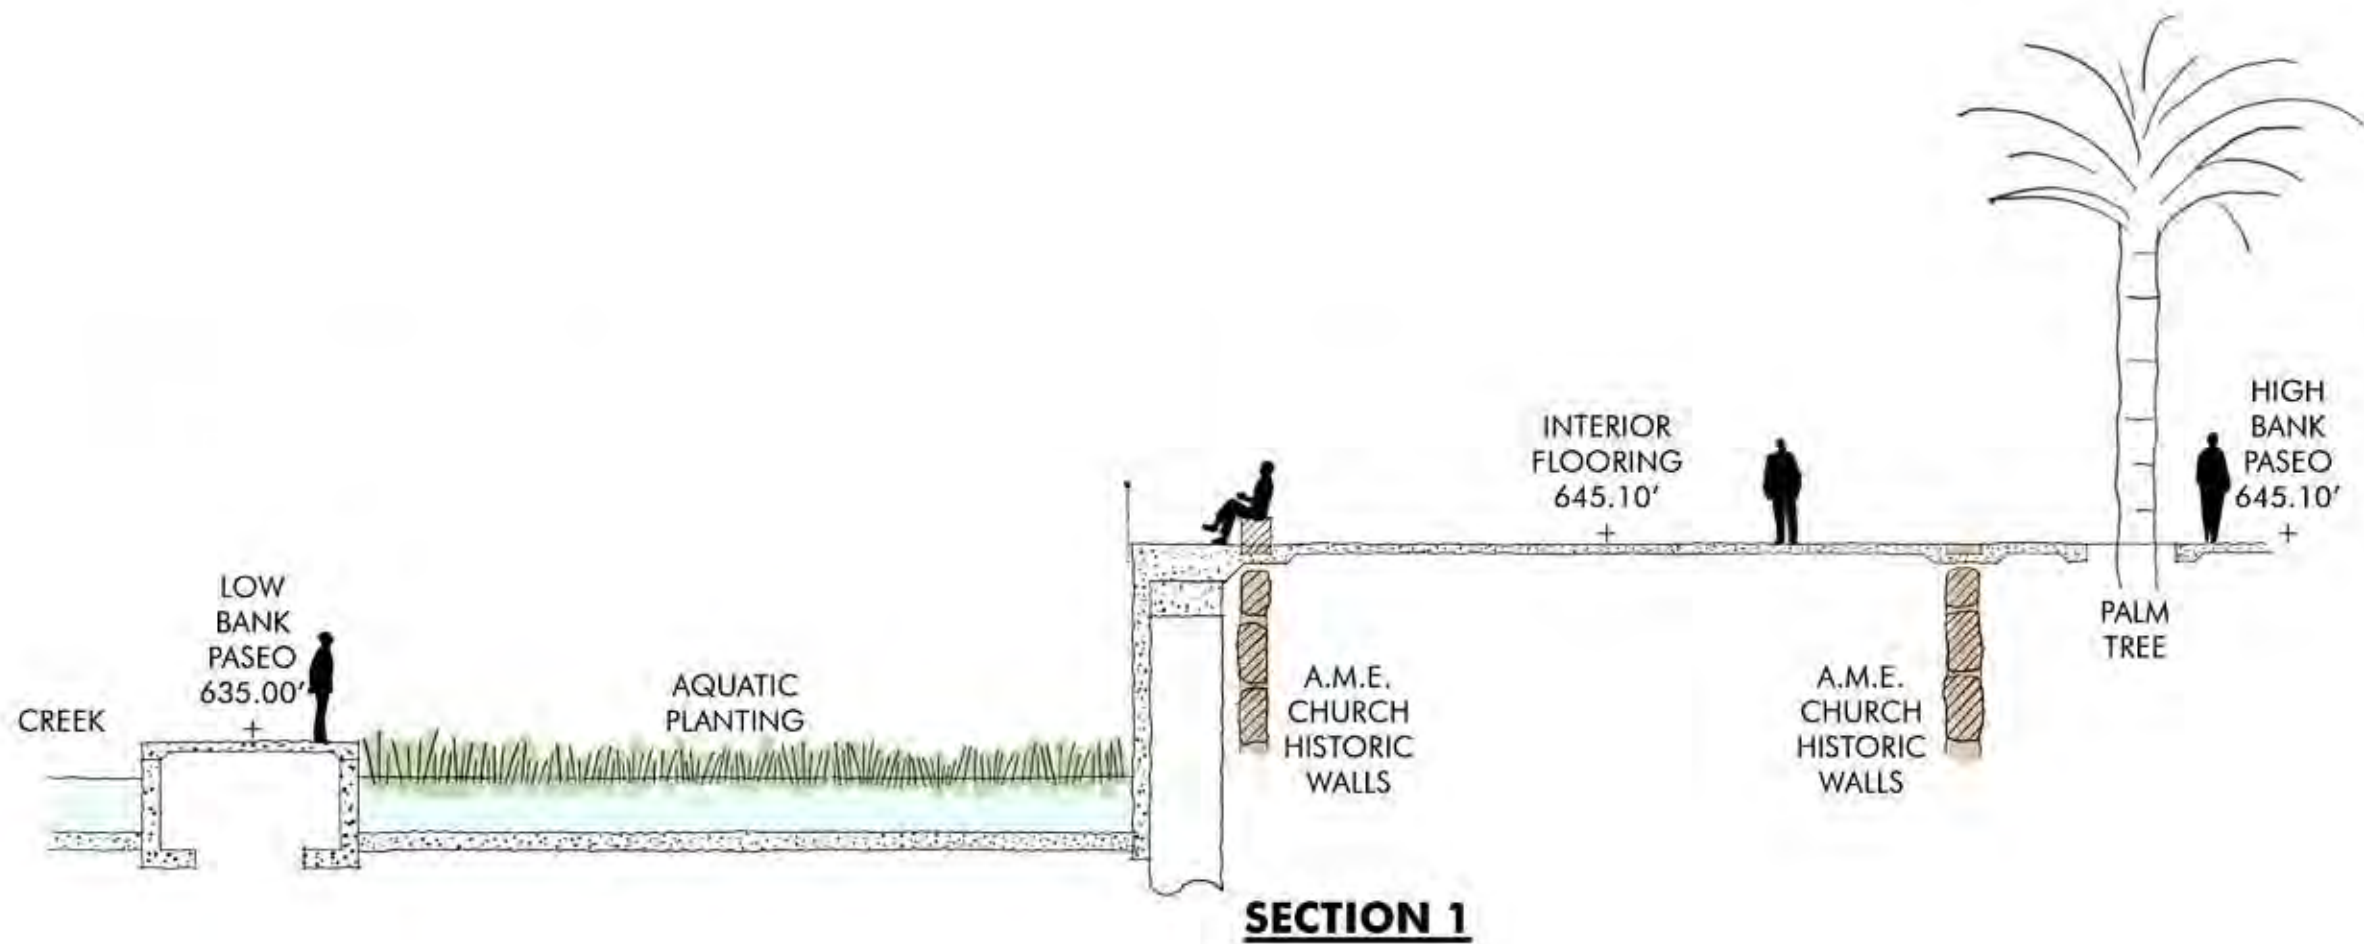 CREEK
LOW
BANK
PASEO
635.00'
AQUATIC
PLANTING
A.M.E.
CHURCH
HISTORIC
WALLS
INTERIOR
FLOORING
645.10'
A.M.E.
CHURCH
HISTORIC
WALLS
PALM
TREE
HIGH
BANK
PASEO
645.10'
SECTION 1